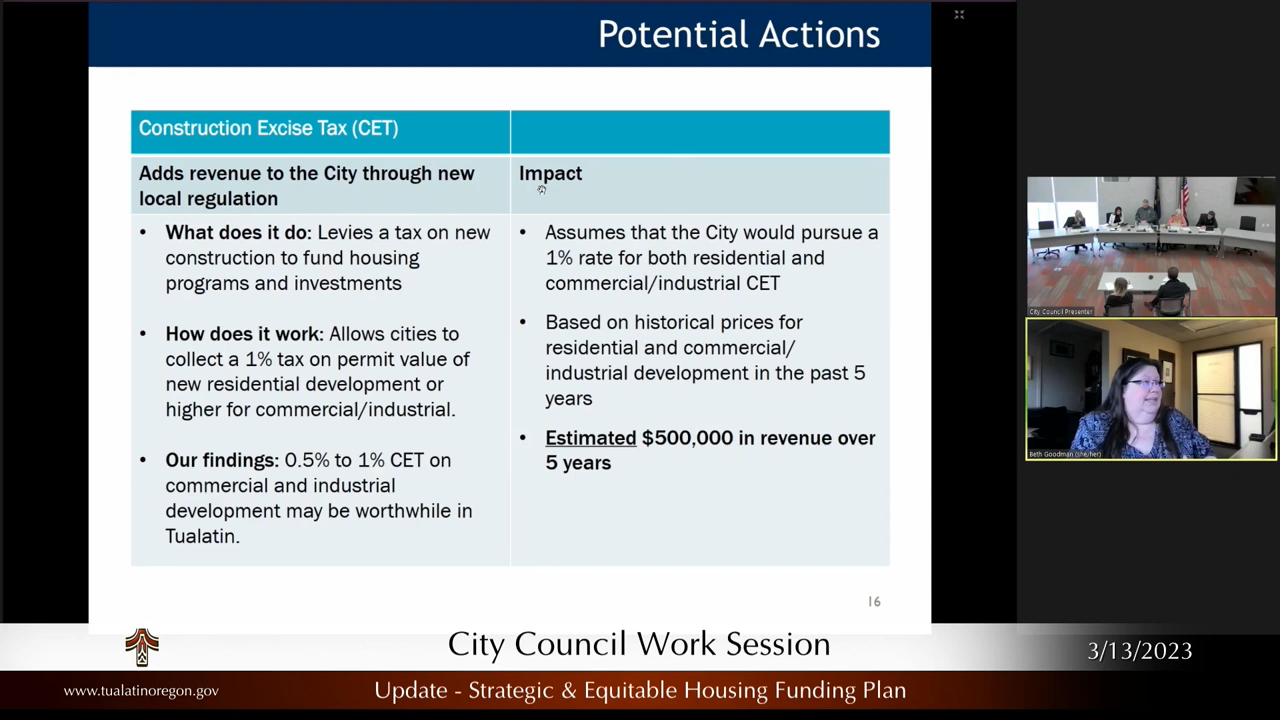 Potential Actions
Construction Excise Tax (CET)
Adds revenue to the City through new
local regulation
Impact
• What does it do: Levies a tax on new
construction to fund housing
programs and investments
• How does it work: Allows cities to
collect a 1% tax on permit value of
new residential development or
higher for commercial/industrial.
• Our findings: 0.5% to 1% CET on
commercial and industrial
development may be worthwhile in
Tualatin.
• Assumes that the City would pursue a
1% rate for both residential and
commercial/industrial CET
• Based on historical prices for
residential and commercial/
industrial development in the past 5
years
• Estimated $500,000 in revenue over
5 years
16
City Council Presenter
Beth Goodman (she/her)
City Council Work Session
3/13/2023
www.tualatinoregon.gov
Update - Strategic & Equitable Housing Funding Plan